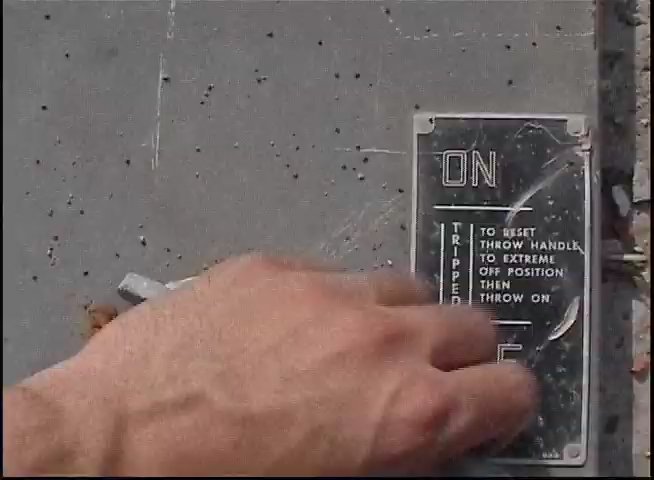 ON
TRIPPED
TO RESET
THROW HANDLE
TO EXTREME
OFF POSITION
THEN
THROW ON
F